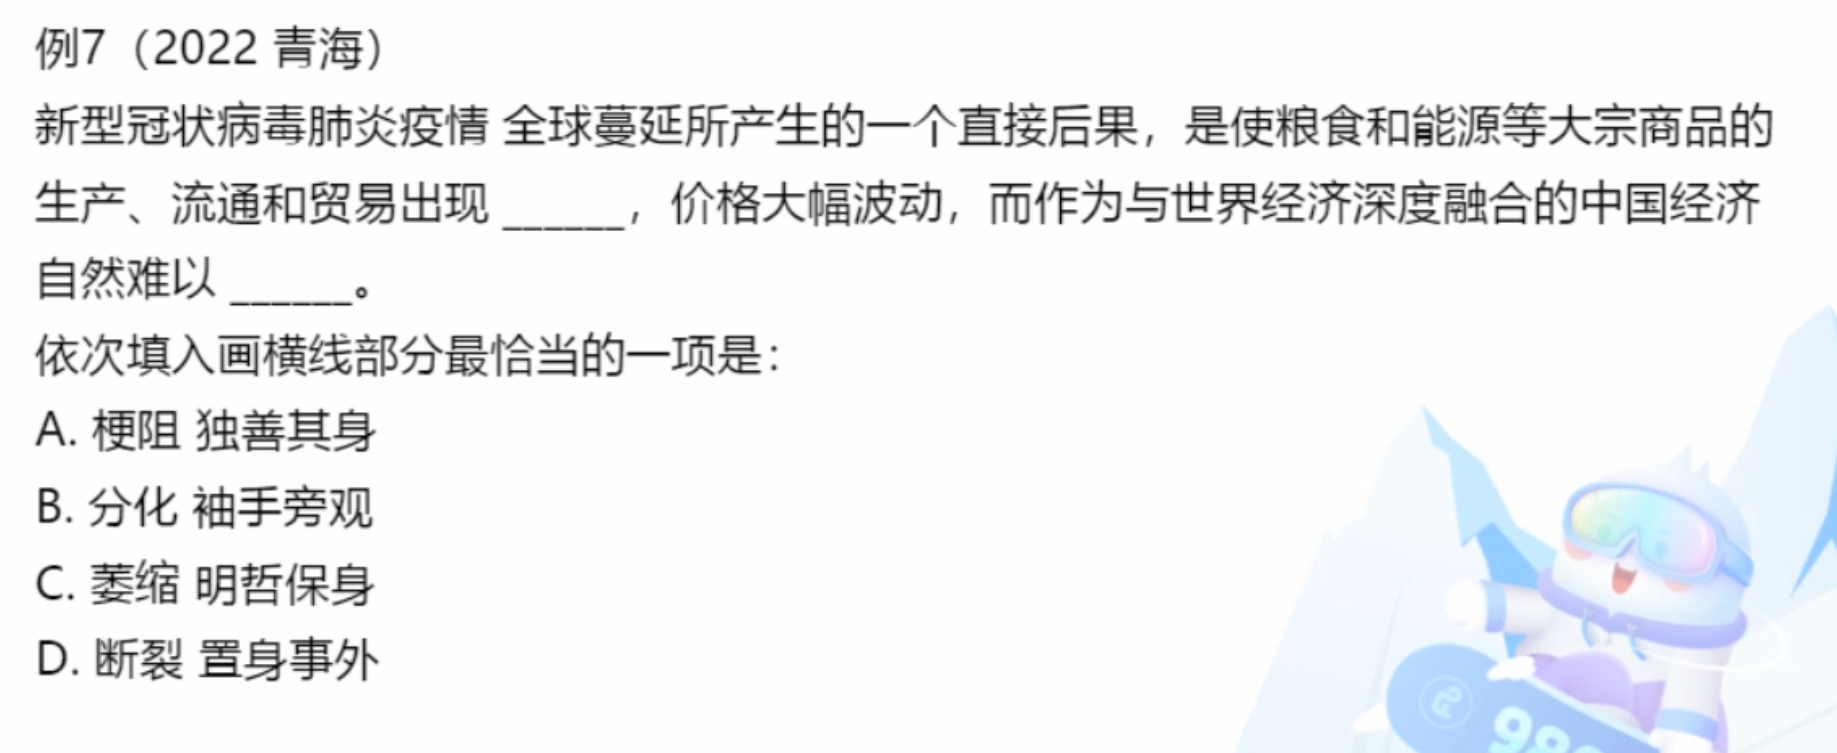 例7（2022 青海）
新型冠状病毒肺炎疫情 全球蔓延所产生的一个直接后果，是使粮食和能源等大宗商品的
生产、流通和贸易出现 ______，价格大幅波动，而作为与世界经济深度融合的中国经济
自然难以 ______。
依次填入画横线部分最恰当的一项是：
A. 梗阻 独善其身
B. 分化 袖手旁观
C. 萎缩 明哲保身
D. 断裂 置身事外